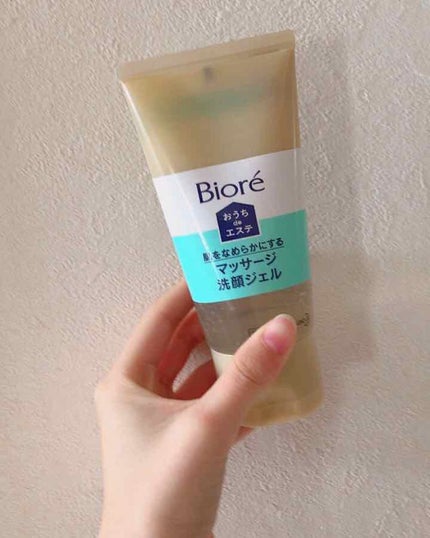 Bioré
おうち
de
エステ
肌をなめらかにする
マッサージ
洗顔ジェル